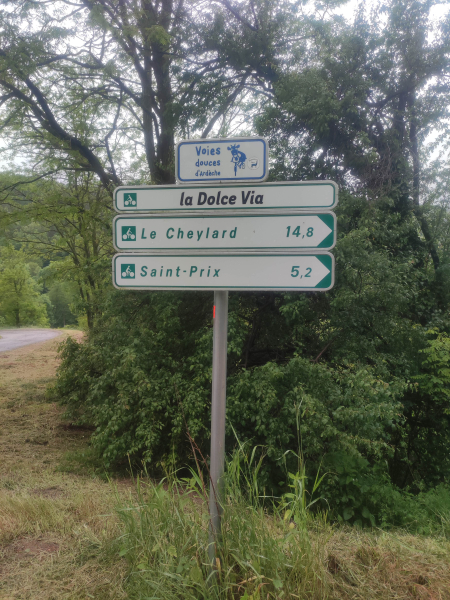 Voies
douces
d'Ardèche
la Dolce Via
Le Cheylard 14,8
Saint-Prix 5,2